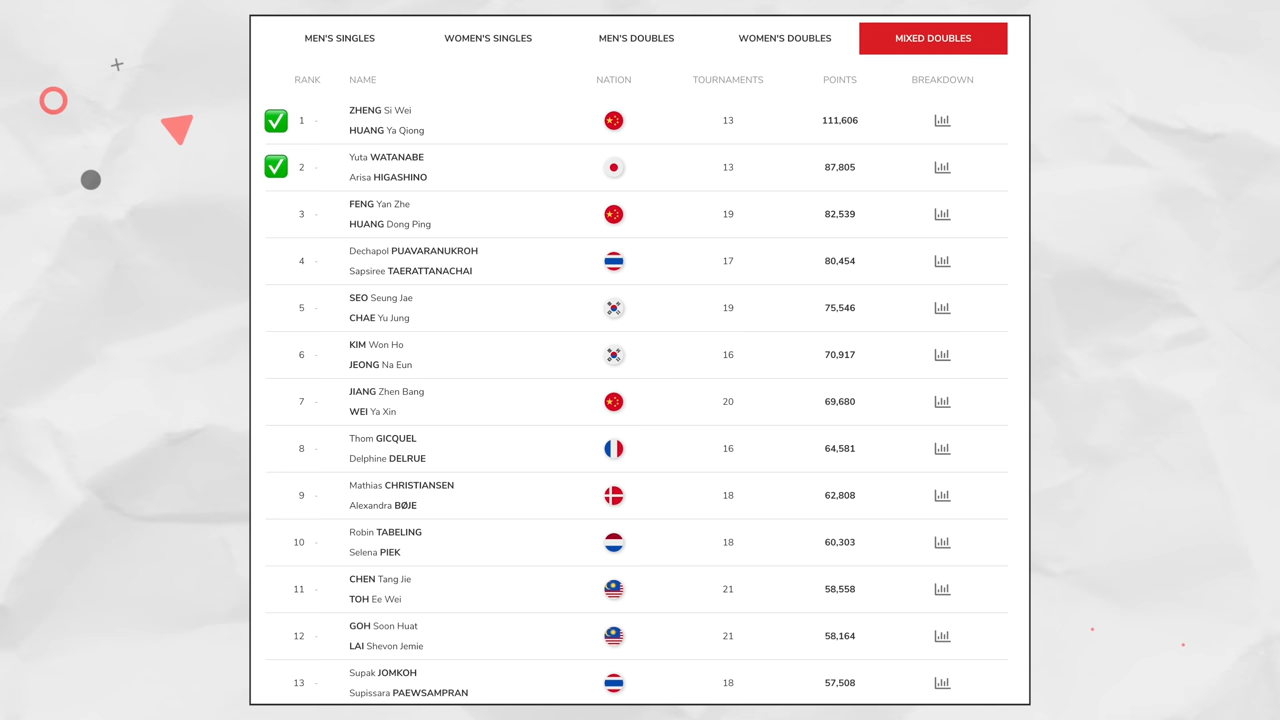 MEN'S SINGLES WOMEN'S SINGLES MEN'S DOUBLES WOMEN'S DOUBLES MIXED DOUBLES
RANK NAME NATION TOURNAMENTS POINTS BREAKDOWN
ZHENG Si Wei
1 - 13 111,606
HUANG Ya Qiong
Yuta WATANABE
2 - 13 87,805
Arisa HIGASHINO
FENG Yan Zhe
3 - 19 82,539
HUANG Dong Ping
Dechapol PUAVARANUKROH
4 - 17 80,454
Sapsiree TAERATTANACHAI
SEO Seung Jae
5 - 19 75,546
CHAE Yu Jung
KIM Won Ho
6 - 16 70,917
JEONG Na Eun
JIANG Zhen Bang
7 - 20 69,680
WEI Ya Xin
Thom GICQUEL
8 - 16 64,581
Delphine DELRUE
Mathias CHRISTIANSEN
9 - 18 62,808
Alexandra BØJE
Robin TABELING
10 - 18 60,303
Selena PIEK
CHEN Tang Jie
11 - 21 58,558
TOH Ee Wei
GOH Soon Huat
12 - 21 58,164
LAI Shevon Jemie
Supak JOMKOH
13 - 18 57,508
Supissara PAEWSAMPRAN